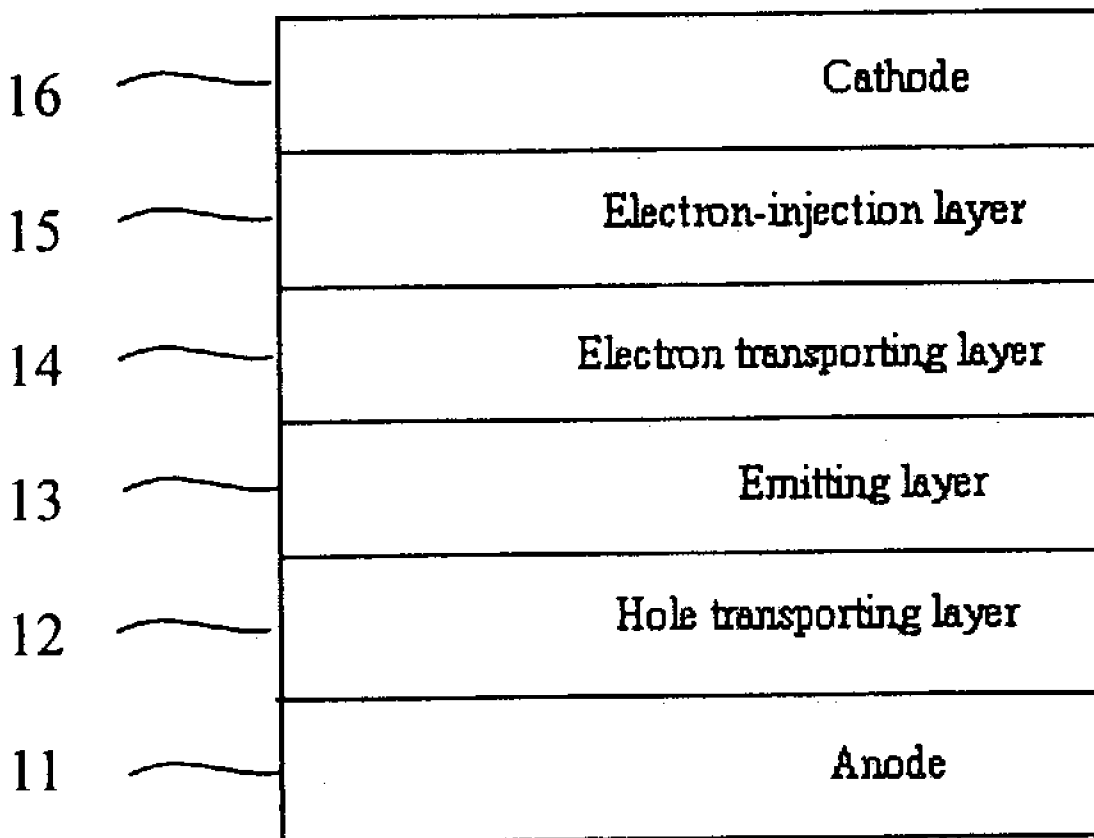 16 Cathode
15 Electron-injection layer
14 Electron transporting layer
13 Emitting layer
12 Hole transporting layer
11 Anode